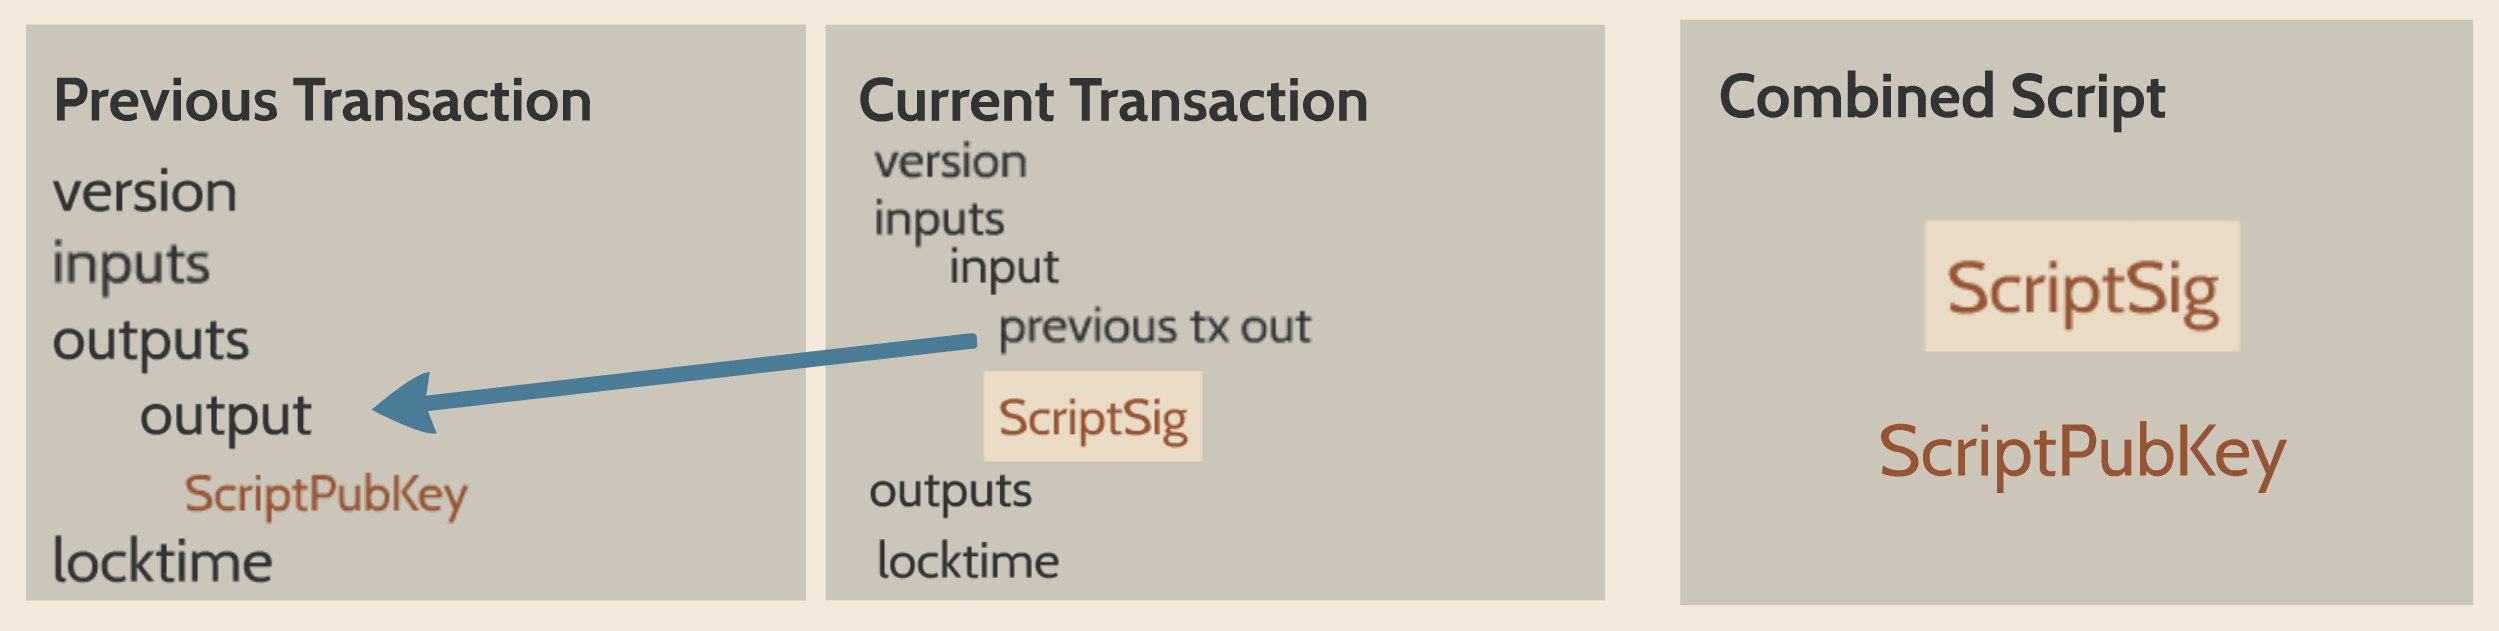 Previous Transaction
version
inputs
outputs
output
ScriptPubKey
locktime
Current Transaction
version
inputs
input
previous tx out
ScriptSig
outputs
locktime
Combined Script
ScriptSig
ScriptPubKey